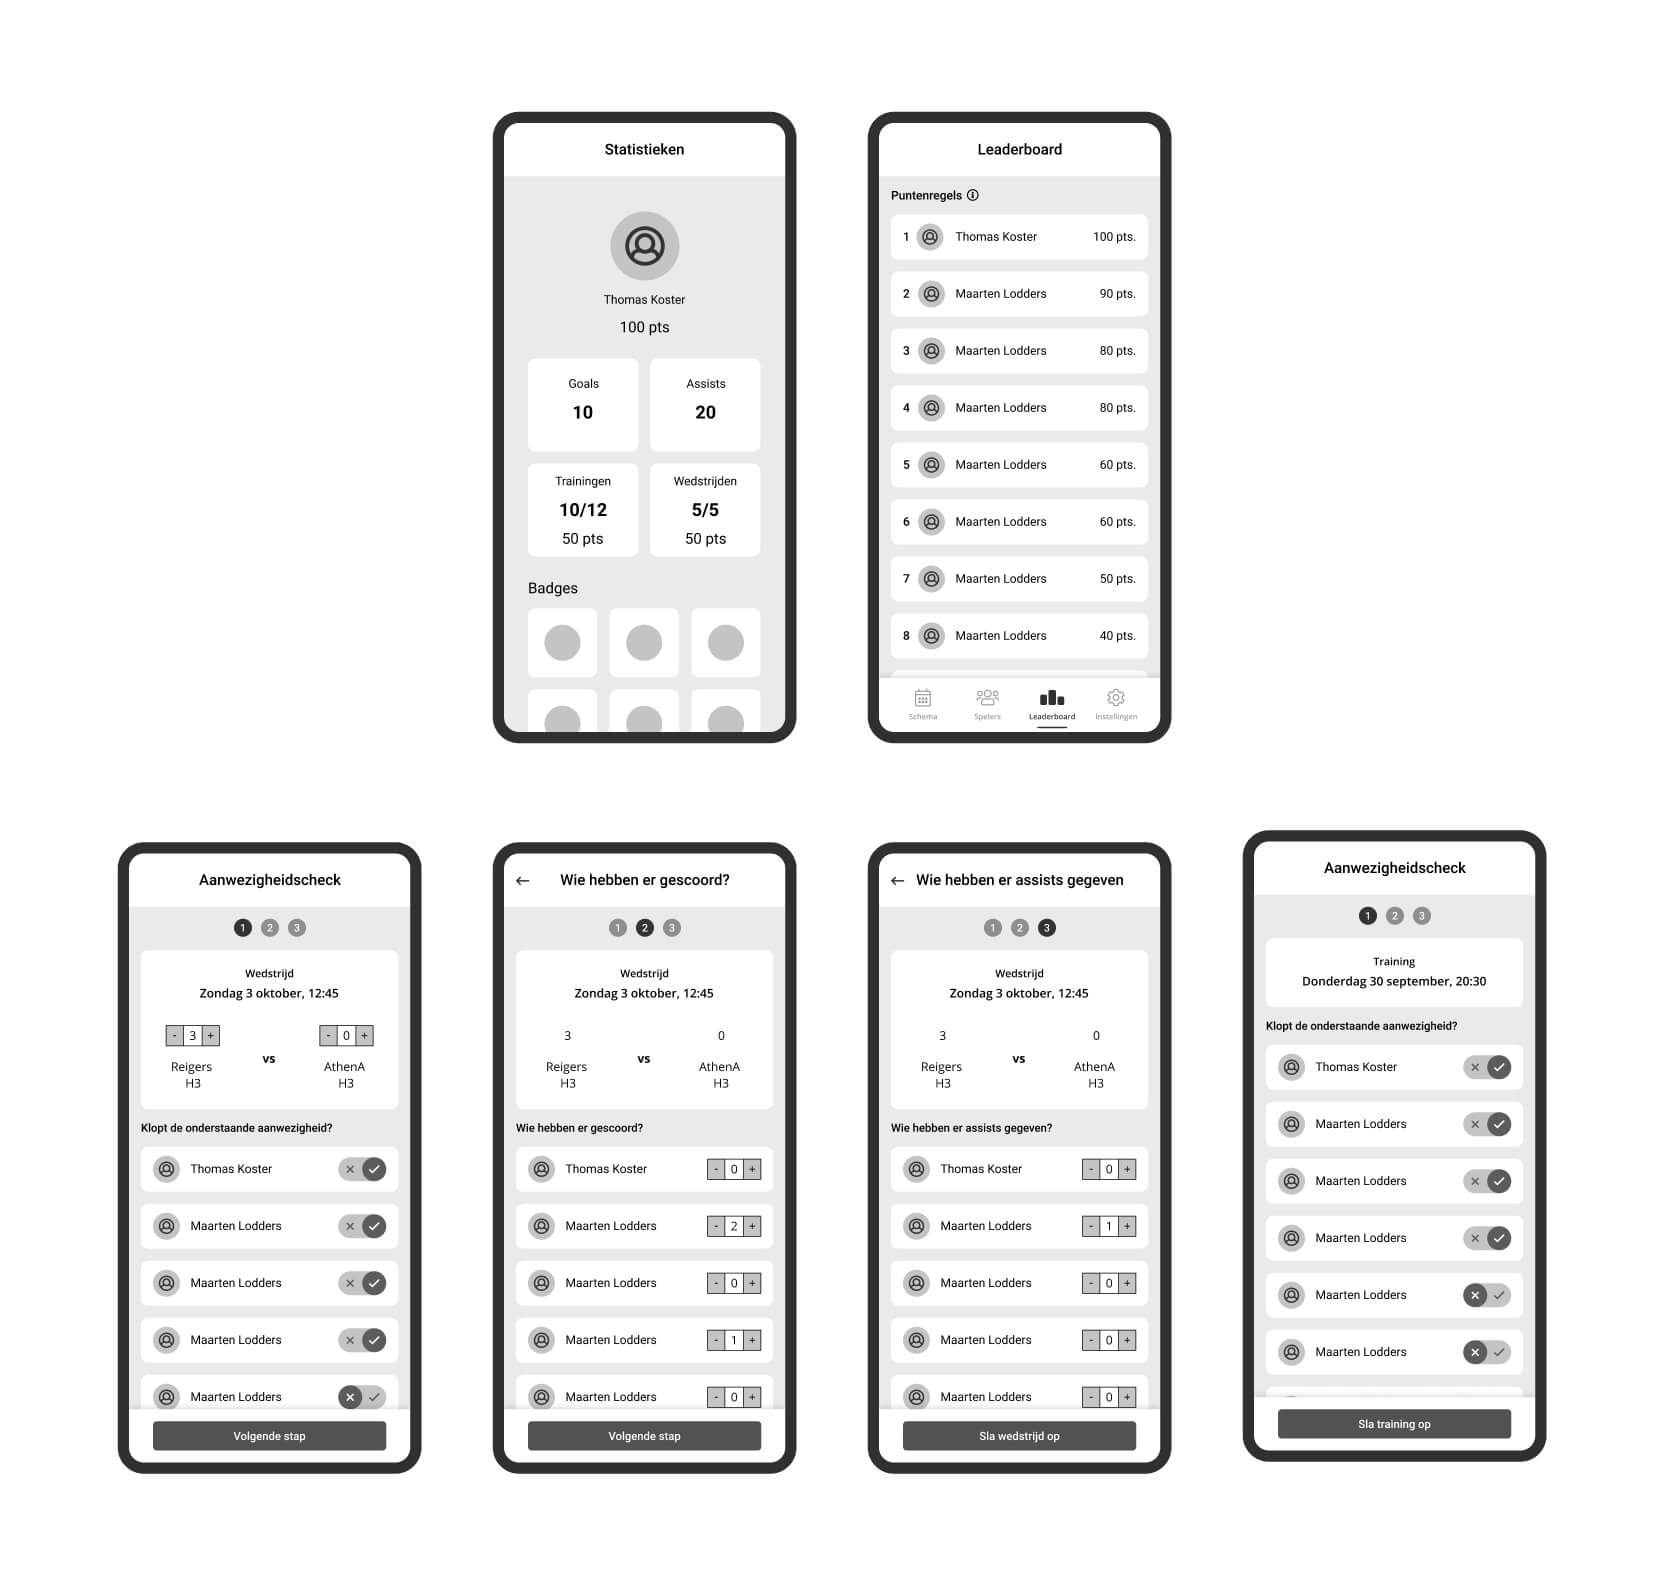 Statistieken
Thomas Koster
100 pts
Goals
10
Assists
20
Trainingen
10/12
50 pts
Wedstrijden
5/5
50 pts
Badges
Leaderboard
Puntenregels
1 Thomas Koster 100 pts.
2 Maarten Lodders 90 pts.
3 Maarten Lodders 80 pts.
4 Maarten Lodders 80 pts.
5 Maarten Lodders 60 pts.
6 Maarten Lodders 60 pts.
7 Maarten Lodders 50 pts.
8 Maarten Lodders 40 pts.
Schema Spelers Leaderboard Instellingen
Aanwezigheidscheck
1 2 3
Wedstrijd
Zondag 3 oktober, 12:45
- 3 + - 0 +
vs
Reigers AthenA
H3 H3
Klopt de onderstaande aanwezigheid?
Thomas Koster
Maarten Lodders
Maarten Lodders
Maarten Lodders
Maarten Lodders
Volgende stap
Wie hebben er gescoord?
1 2 3
Wedstrijd
Zondag 3 oktober, 12:45
3 0
vs
Reigers AthenA
H3 H3
Wie hebben er gescoord?
Thomas Koster - 0 +
Maarten Lodders - 2 +
Maarten Lodders - 0 +
Maarten Lodders - 1 +
Maarten Lodders - 0 +
Volgende stap
Wie hebben er assists gegeven
1 2 3
Wedstrijd
Zondag 3 oktober, 12:45
3 0
vs
Reigers AthenA
H3 H3
Wie hebben er assists gegeven?
Thomas Koster - 0 +
Maarten Lodders - 1 +
Maarten Lodders - 0 +
Maarten Lodders - 0 +
Maarten Lodders - 0 +
Sla wedstrijd op
Aanwezigheidscheck
1 2 3
Training
Donderdag 30 september, 20:30
Klopt de onderstaande aanwezigheid?
Thomas Koster
Maarten Lodders
Maarten Lodders
Maarten Lodders
Maarten Lodders
Maarten Lodders
Sla training op